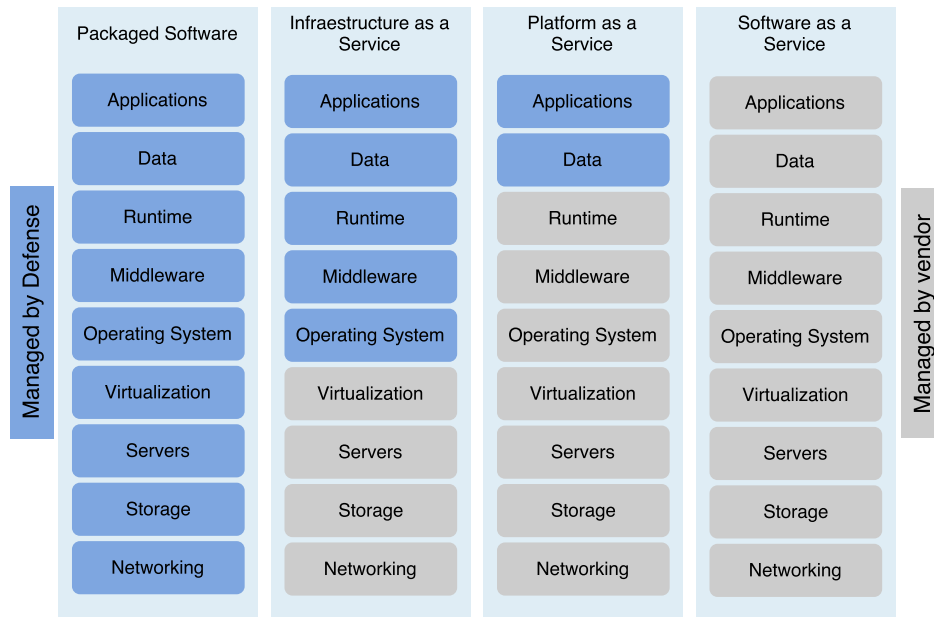 Packaged Software
Infraestructure as a
Service
Platform as a
Service
Software as a
Service
Managed by Defense
Applications
Data
Runtime
Middleware
Operating System
Virtualization
Servers
Storage
Networking
Applications
Data
Runtime
Middleware
Operating System
Virtualization
Servers
Storage
Networking
Applications
Data
Runtime
Middleware
Operating System
Virtualization
Servers
Storage
Networking
Applications
Data
Runtime
Middleware
Operating System
Virtualization
Servers
Storage
Networking
Managed by vendor